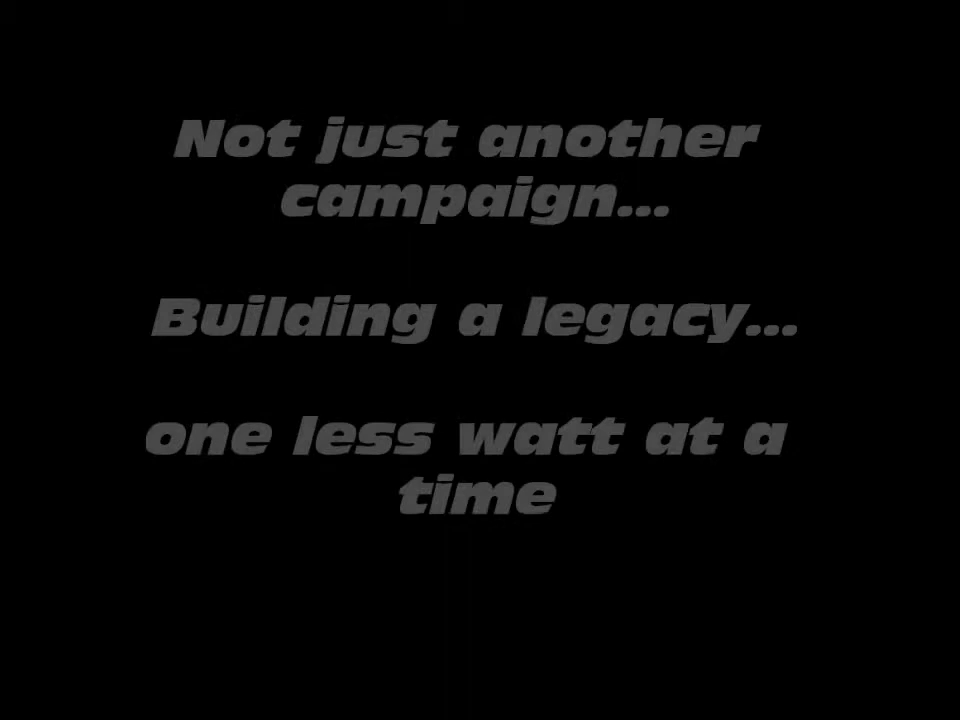 Not just another
campaign...
Building a legacy...
one less watt at a
time